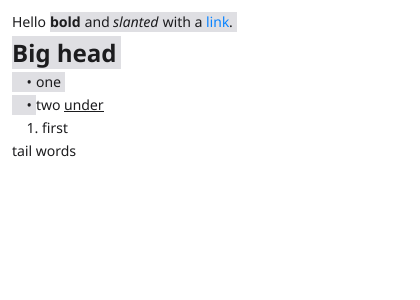 Hello bold and slanted with a link.
Big head
• one
• two under
1. first
tail words